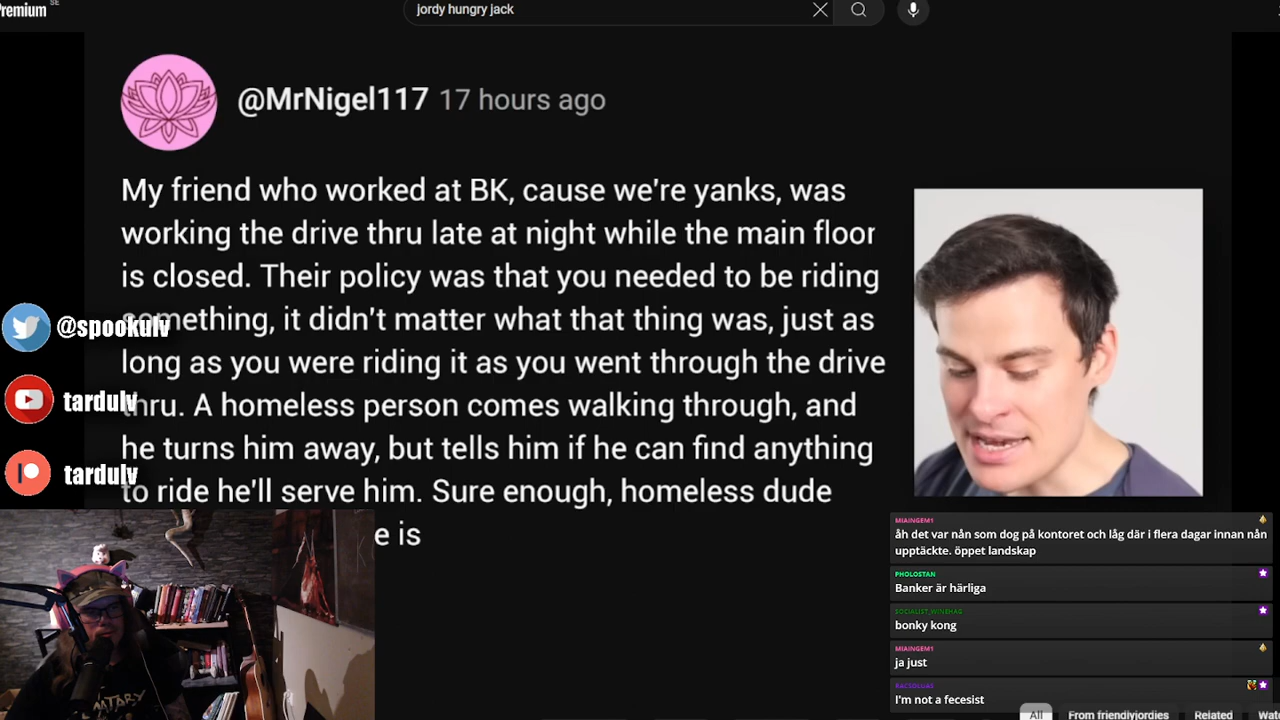 Premium
SE
jordy hungry jack
@MrNigel117 17 hours ago
My friend who worked at BK, cause we're yanks, was
working the drive thru late at night while the main floor
is closed. Their policy was that you needed to be riding
something, it didn't matter what that thing was, just as
long as you were riding it as you went through the drive
thru. A homeless person comes walking through, and
he turns him away, but tells him if he can find anything
to ride he'll serve him. Sure enough, homeless dude
e is
@spookulv
tardulv
tardulv
MIAINGEM1
åh det var nån som dog på kontoret och låg där i flera dagar innan nån
upptäckte. öppet landskap
PHOLOSTAN
Banker är härliga
SOCIALIST_WINEHAG
bonky kong
MIAINGEM1
ja just
I'm not a fecesist
All From friendlyjordies Related Wat